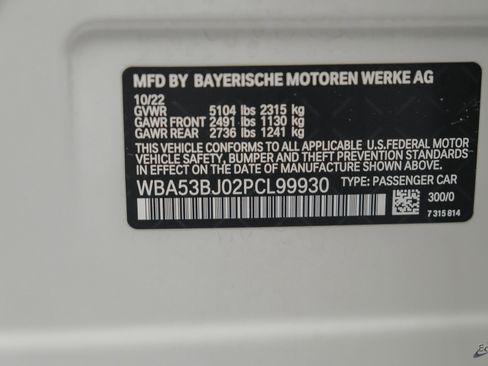 MFD BY BAYERISCHE MOTOREN WERKE AG
10/22
GVWR 5104 lbs 2315 kg
GAWR FRONT 2491 lbs 1130 kg
GAWR REAR 2736 lbs 1241 kg
THIS VEHICLE CONFORMS TO ALL APPLICABLE U.S.FEDERAL MOTOR
VEHICLE SAFETY, BUMPER, AND THEFT PREVENTION STANDARDS
IN EFFECT ON THE DATE OF MANUFACTURE SHOWN ABOVE.
WBA53BJ02PCL99930 TYPE: PASSENGER CAR
300/0
7 315 814